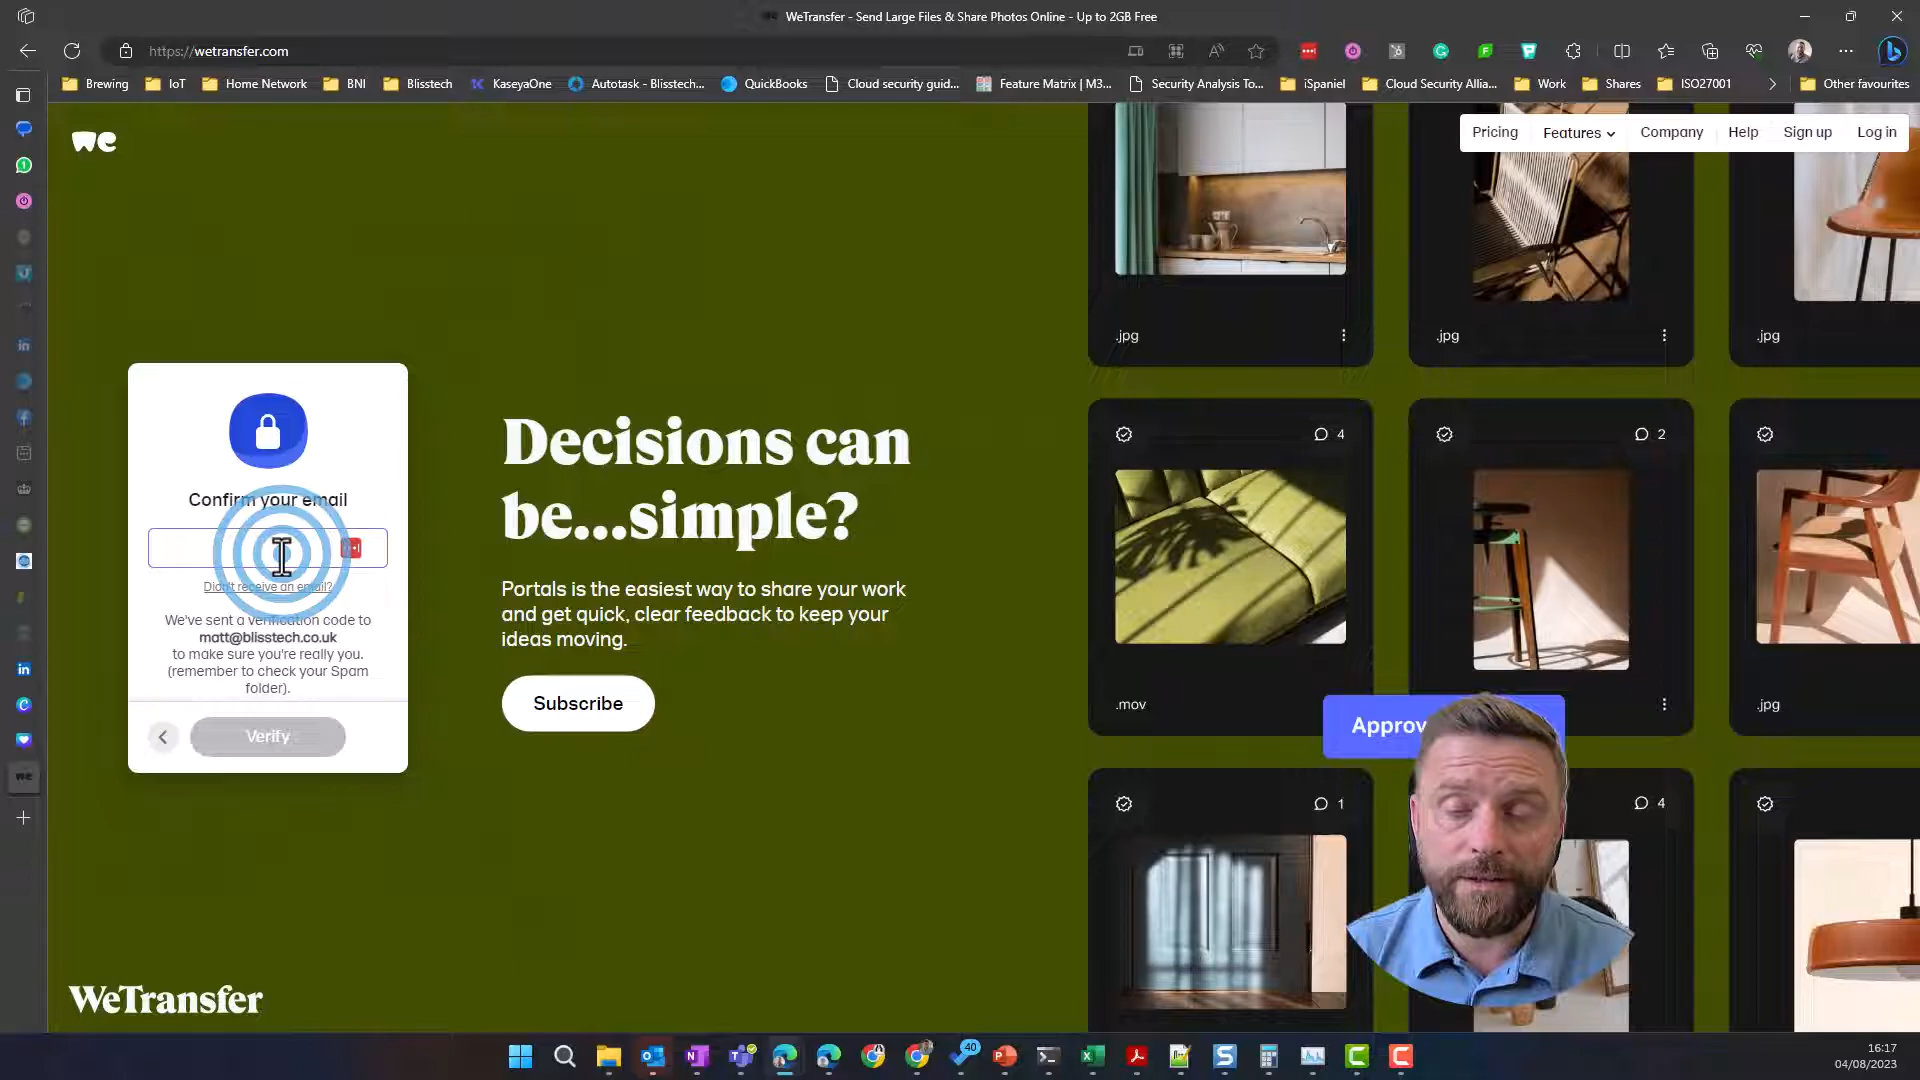 WeTransfer - Send Large Files & Share Photos Online - Up to 2GB Free
https://wetransfer.com
Brewing
IoT
Home Network
BNI
Blisstech
KaseyaOne
Autotask - Blisstech...
QuickBooks
Cloud security guid...
Feature Matrix | M3...
Security Analysis To...
iSpaniel
Cloud Security Allia...
Work
Shares
ISO27001
Other favourites
we
Pricing
Features
Company
Help
Sign up
Log in
.jpg
.jpg
.jpg
Confirm your email
Didn't receive an email?
We've sent a verification code to
matt@blisstech.co.uk
to make sure you're really you.
(remember to check your Spam
folder).
Verify
Decisions can
be...simple?
Portals is the easiest way to share your work
and get quick, clear feedback to keep your
ideas moving.
Subscribe
4
2
.mov
.jpg
Approv
1
4
WeTransfer
40
16:17
04/08/2023